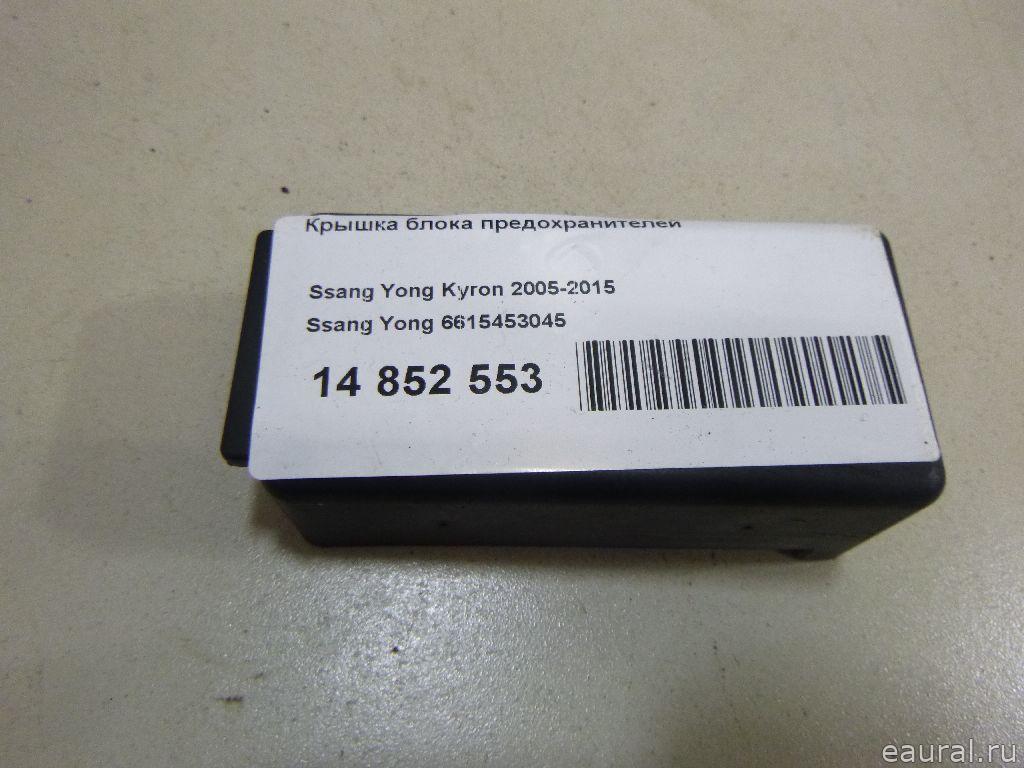 Крышка блока предохранителей
Ssang Yong Kyron 2005-2015
Ssang Yong 6615453045
14 852 553
eaural.ru